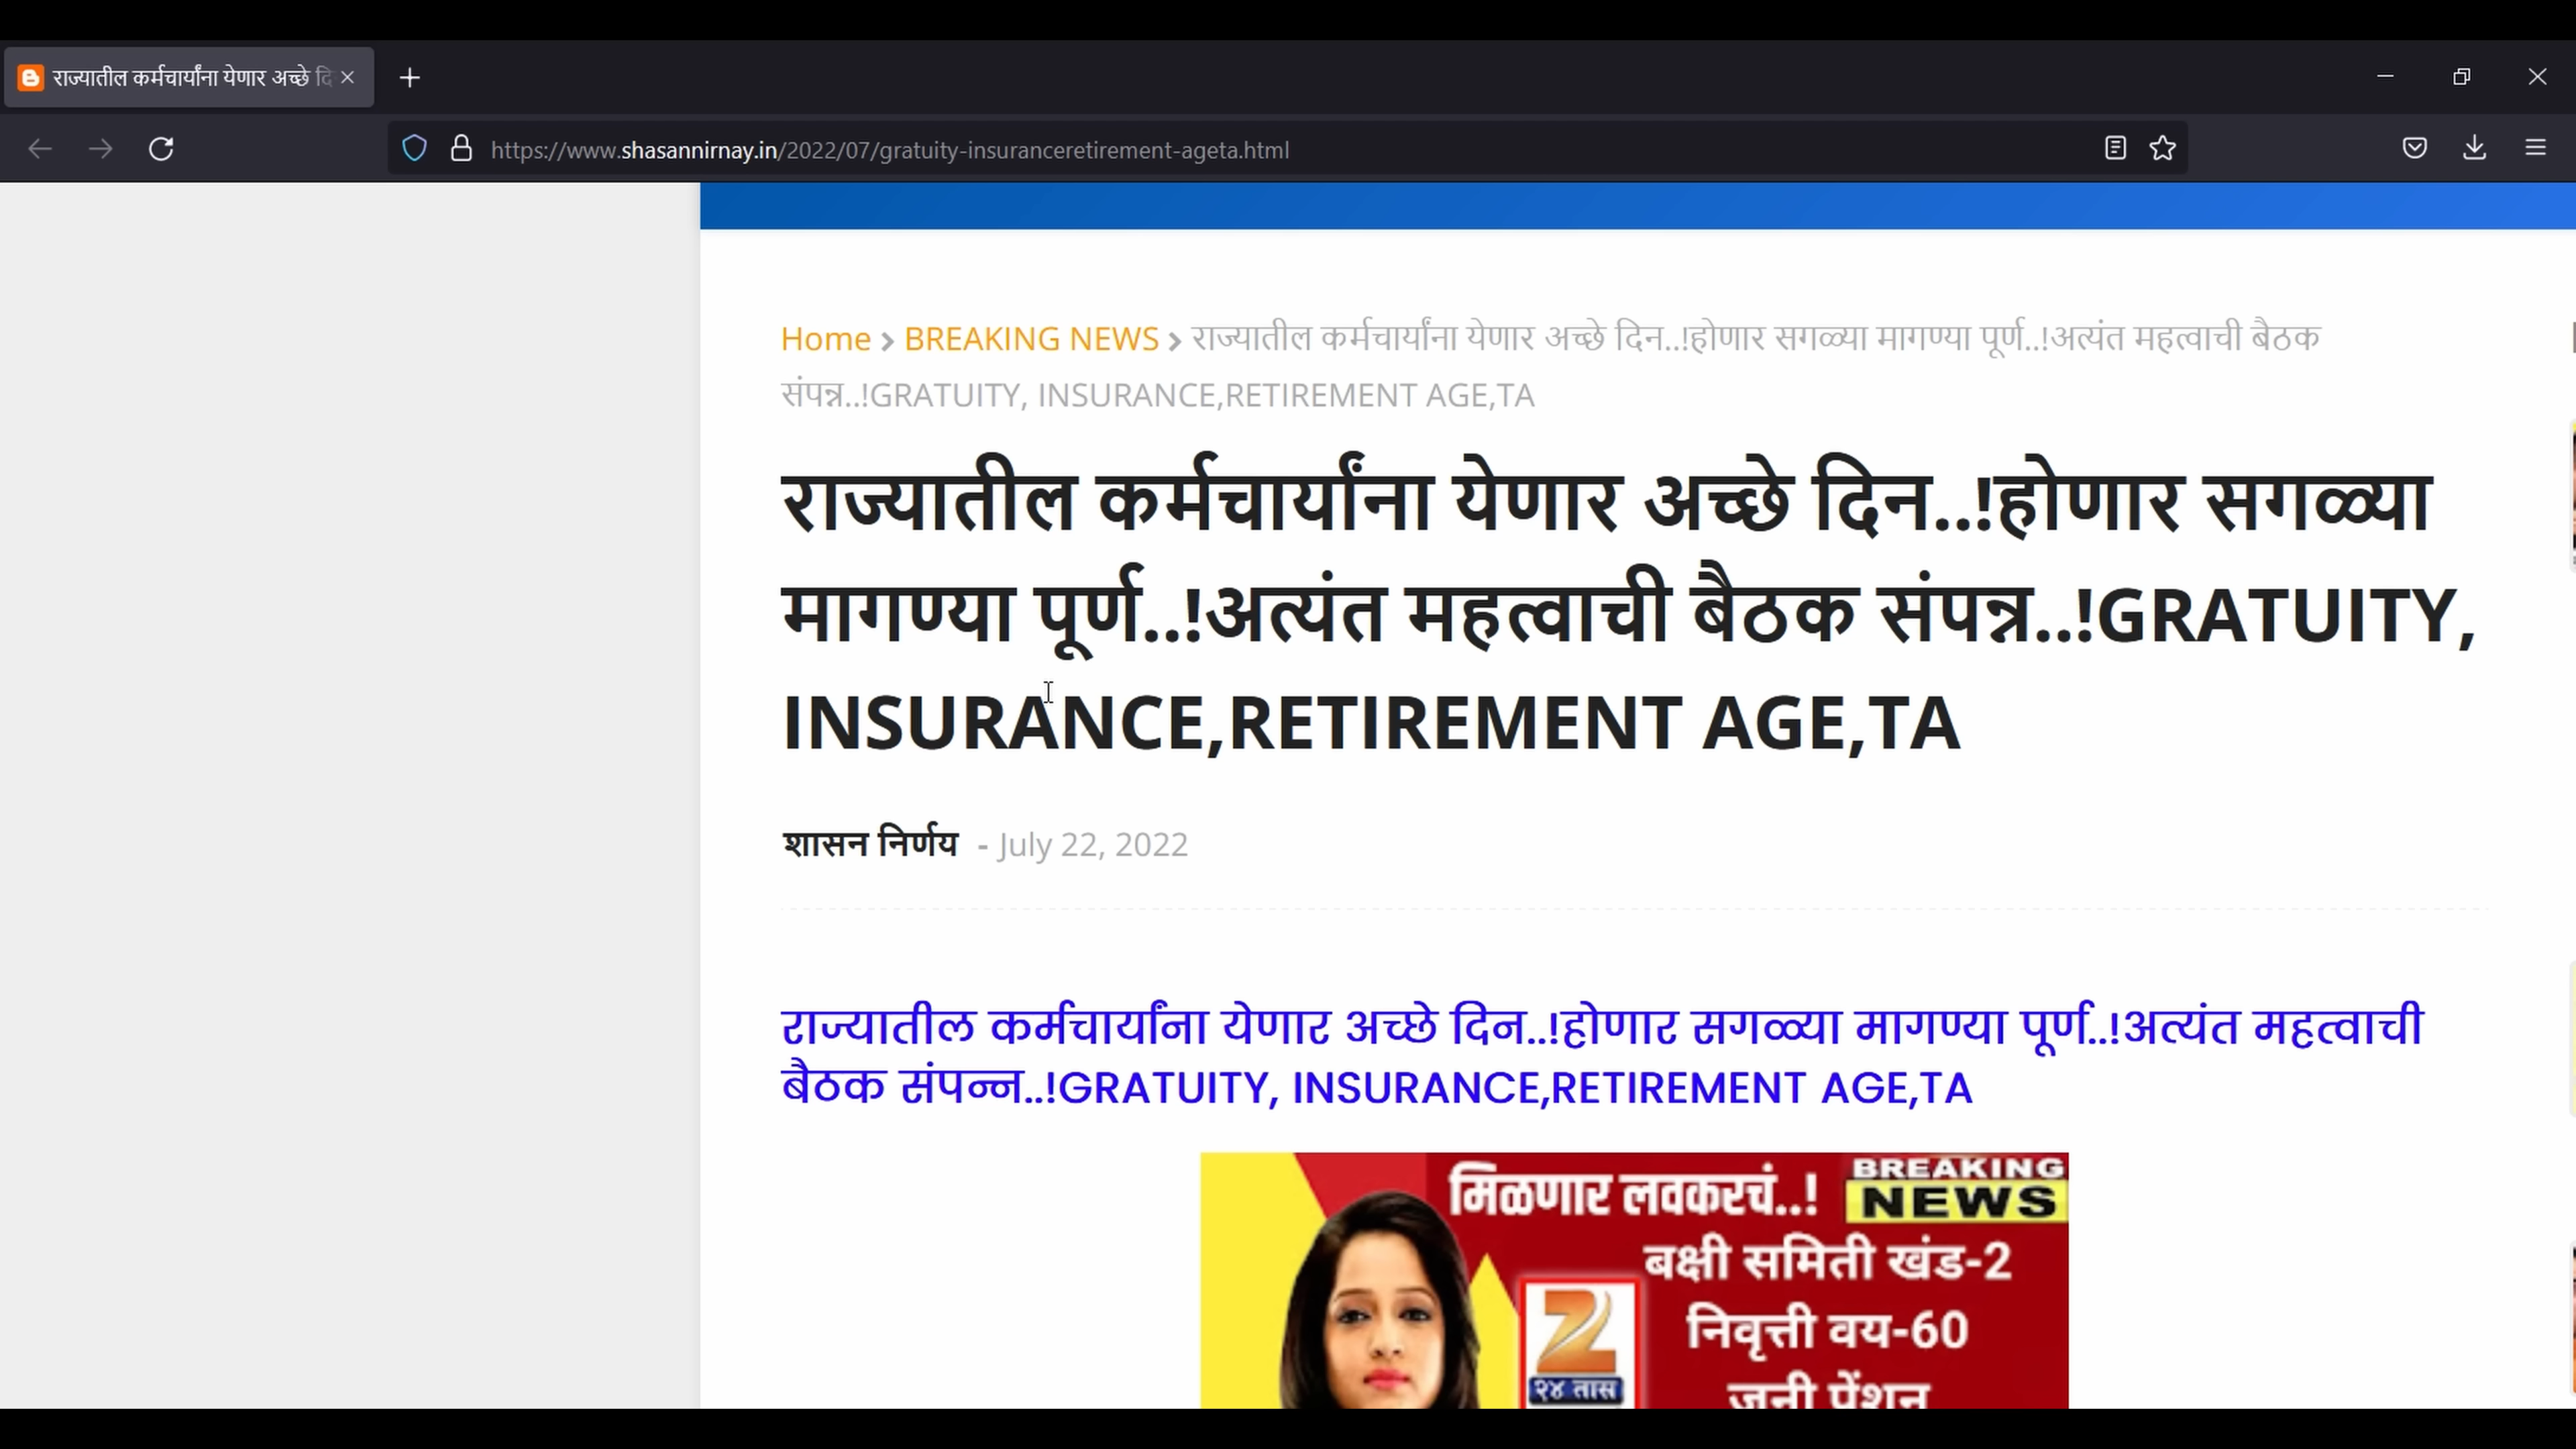 राज्यातील कर्मचार्यांना येणार अच्छे दि
https://www.shasannirnay.in/2022/07/gratuity-insuranceretirement-ageta.html
Home > BREAKING NEWS > राज्यातील कर्मचार्यांना येणार अच्छे दिन..!होणार सगळ्या मागण्या पूर्ण..!अत्यंत महत्वाची बैठक
संपन्न..!GRATUITY, INSURANCE,RETIREMENT AGE,TA
राज्यातील कर्मचार्यांना येणार अच्छे दिन..!होणार सगळ्या
मागण्या पूर्ण..!अत्यंत महत्वाची बैठक संपन्न..!GRATUITY,
INSURANCE,RETIREMENT AGE,TA
शासन निर्णय - July 22, 2022
राज्यातील कर्मचार्यांना येणार अच्छे दिन..!होणार सगळ्या मागण्या पूर्ण..!अत्यंत महत्वाची
बैठक संपन्न..!GRATUITY, INSURANCE,RETIREMENT AGE,TA
मिळणार लवकरचं..! BREAKING
NEWS
बक्षी समिती खंड-2
निवृत्ती वय-60
जुनी पेंशन
२४ तास